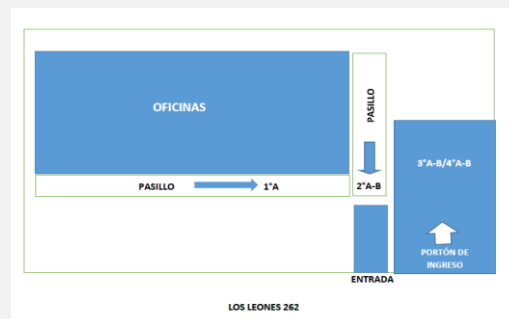 OFICINAS
PASILLO
3°A-B/4°A-B
PASILLO 1°A
2°A-B
PORTÓN DE
INGRESO
ENTRADA
LOS LEONES 262